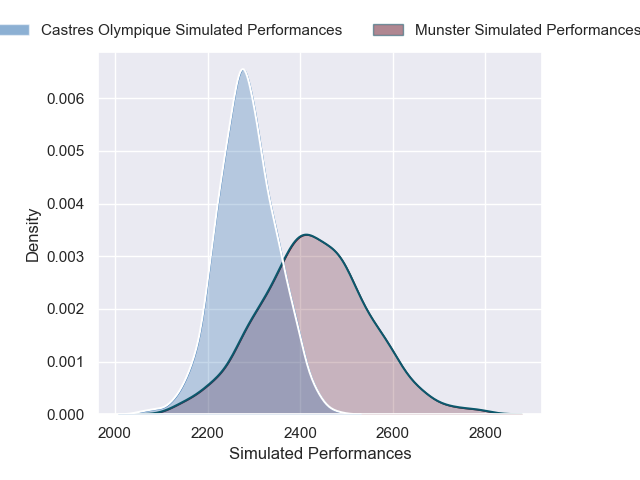 Castres Olympique Simulated Performances
Munster Simulated Performances
0.006
0.005
0.004
0.003
0.002
0.001
0.000
Density
2000 2200 2400 2600 2800
Simulated Performances